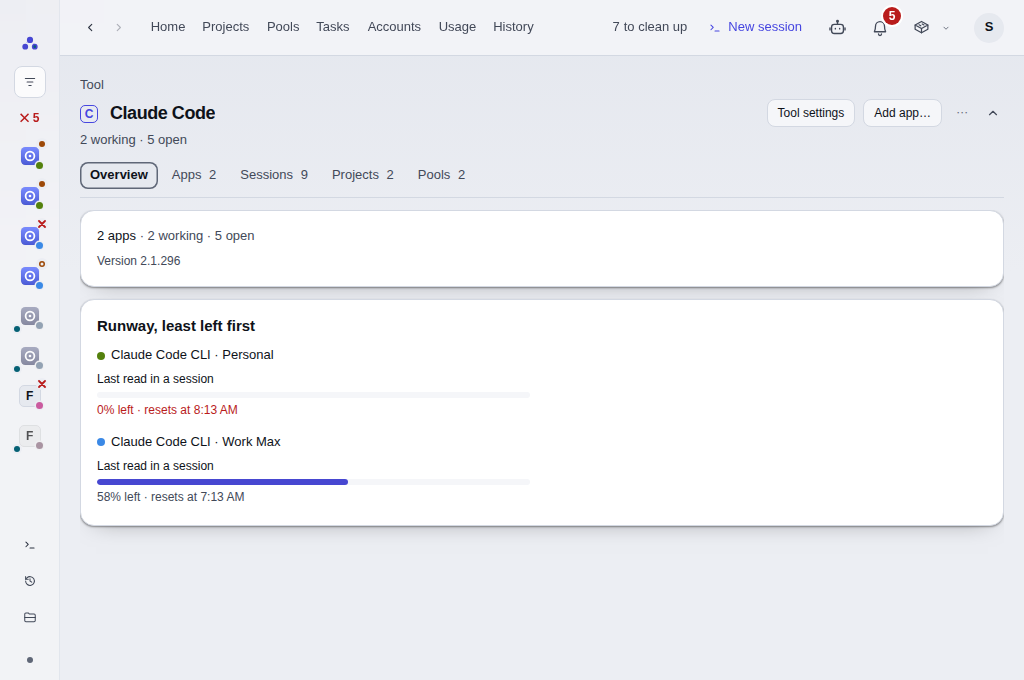 Home Projects Pools Tasks Accounts Usage History 7 to clean up New session 5 S
5
Tool
C Claude Code Tool settings Add app… ···
2 working · 5 open
Overview Apps 2 Sessions 9 Projects 2 Pools 2
2 apps · 2 working · 5 open
Version 2.1.296
Runway, least left first
Claude Code CLI · Personal
Last read in a session
0% left · resets at 8:13 AM
F
Claude Code CLI · Work Max
F
Last read in a session
58% left · resets at 7:13 AM